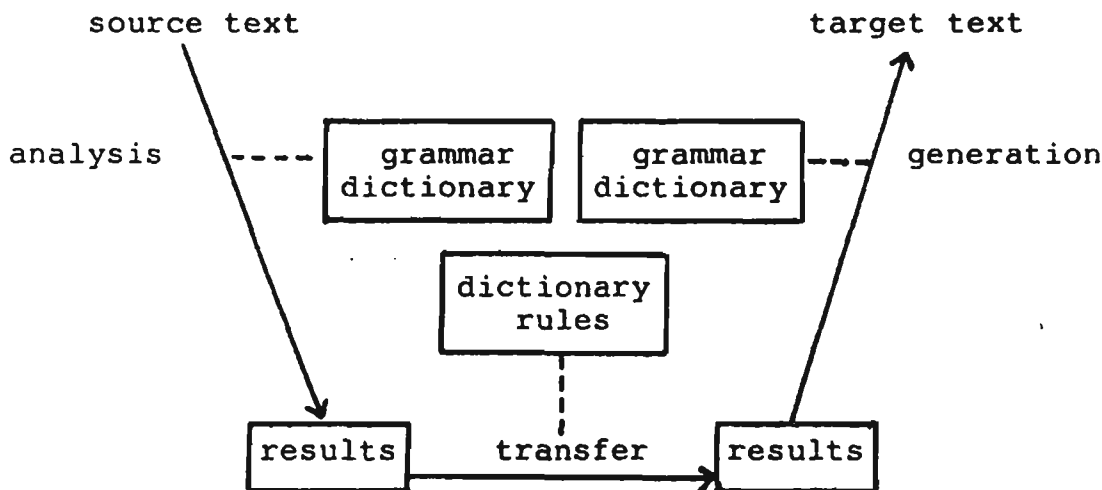 source text
target text
analysis
grammar
dictionary
grammar
dictionary
generation
dictionary
rules
results
transfer
results